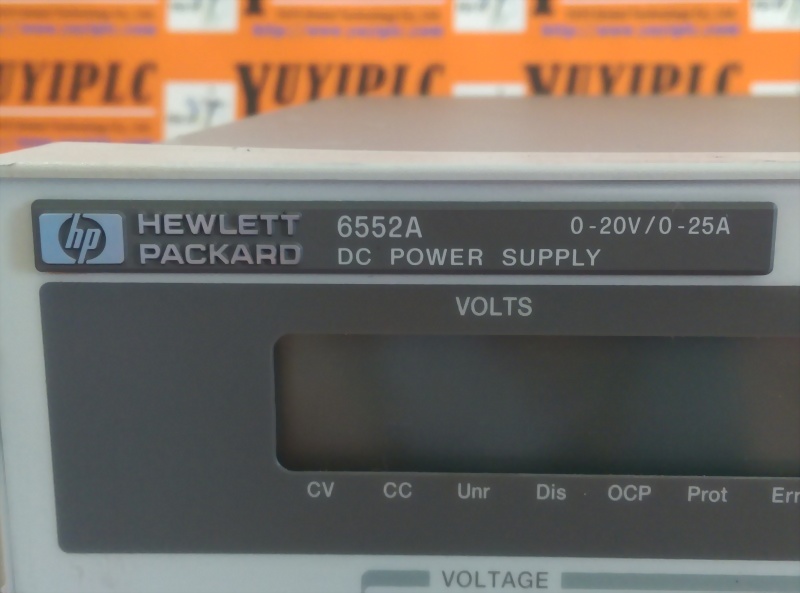 YUYIPLC YUYIPLC YUYIPLC
hp HEWLETT PACKARD 6552A 0-20V/0-25A
DC POWER SUPPLY
VOLTS
CV CC Unr Dis OCP Prot Err
VOLTAGE